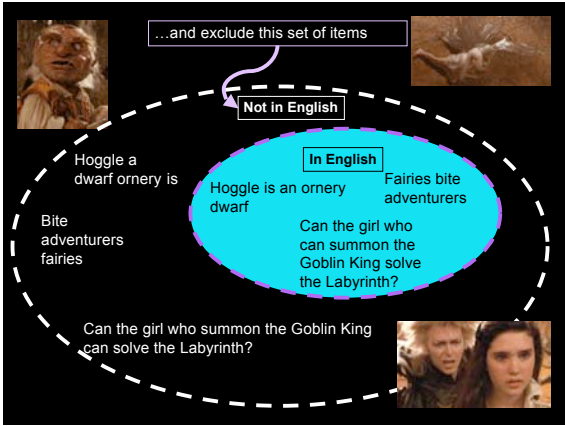 …and exclude this set of items
Not in English
In English
Hoggle a
dwarf ornery is
Hoggle is an ornery
dwarf
Fairies bite
adventurers
Bite
adventurers
fairies
Can the girl who
can summon the
Goblin King solve
the Labyrinth?
Can the girl who summon the Goblin King
can solve the Labyrinth?